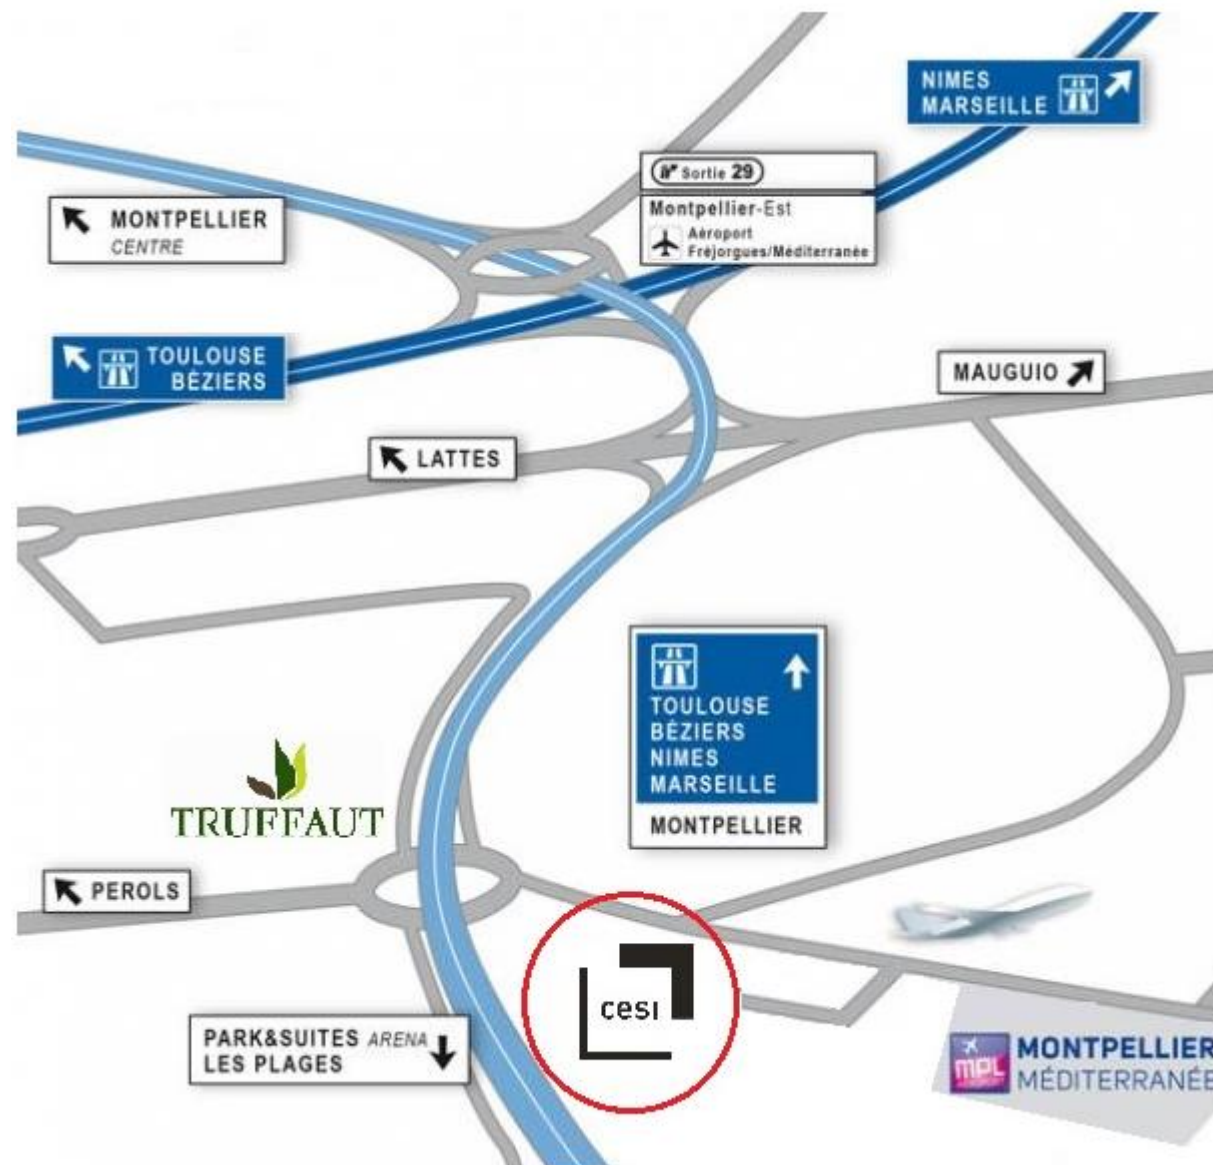 NIMES
MARSEILLE
Sortie 29
Montpellier-Est
Aéroport
Fréjorgues/Méditerranée
MONTPELLIER
CENTRE
TOULOUSE
BÉZIERS
MAUGUIO
LATTES
TOULOUSE
BÉZIERS
NIMES
MARSEILLE
MONTPELLIER
TRUFFAUT
PEROLS
cesi
PARK&SUITES ARENA
LES PLAGES
MPL
MONTPELLIER
MÉDITERRANÉE